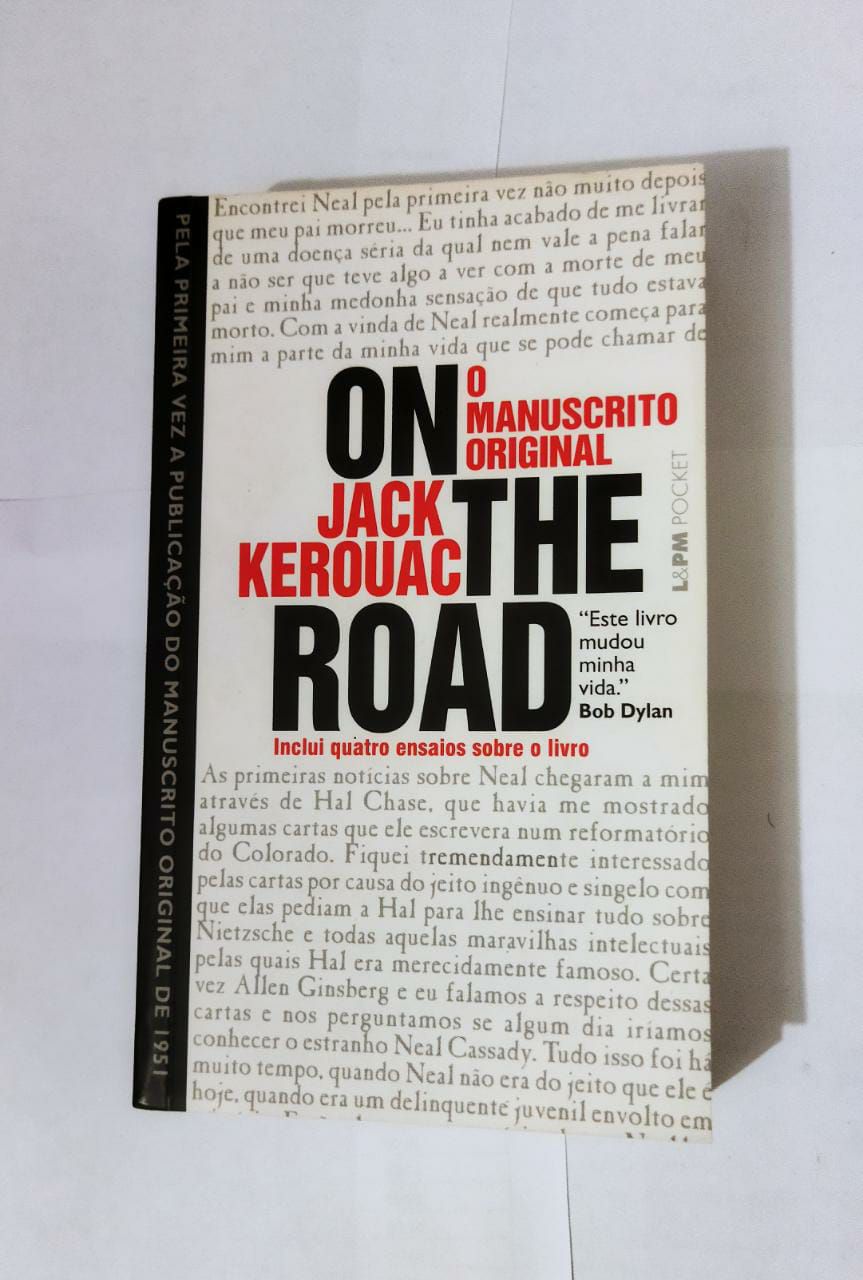 PELA PRIMEIRA VEZ A PUBLICAÇÃO DO MANUSCRITO ORIGINAL DE 1951
Encontrei Neal pela primeira vez não muito depois
que meu pai morreu... Eu tinha acabado de me livrar
de uma doença séria da qual nem vale a pena falar
a não ser que teve algo a ver com a morte de meu
pai e minha medonha sensação de que tudo estava
morto. Com a vinda de Neal realmente começa para
mim a parte da minha vida que se pode chamar de
ON
O
MANUSCRITO
ORIGINAL
JACK
KEROUAC
THE
ROAD
L&PM POCKET
“Este livro
mudou
minha
vida.”
Bob Dylan
Inclui quatro ensaios sobre o livro
As primeiras notícias sobre Neal chegaram a mim
através de Hal Chase, que havia me mostrado
algumas cartas que ele escrevera num reformatório
do Colorado. Fiquei tremendamente interessado
pelas cartas por causa do jeito ingênuo e singelo com
que elas pediam a Hal para lhe ensinar tudo sobre
Nietzsche e todas aquelas maravilhas intelectuais
pelas quais Hal era merecidamente famoso. Certa
vez Allen Ginsberg e eu falamos a respeito dessas
cartas e nos perguntamos se algum dia iríamos
conhecer o estranho Neal Cassady. Tudo isso foi há
muito tempo, quando Neal não era do jeito que ele é
hoje, quando era um delinquente juvenil envolto em